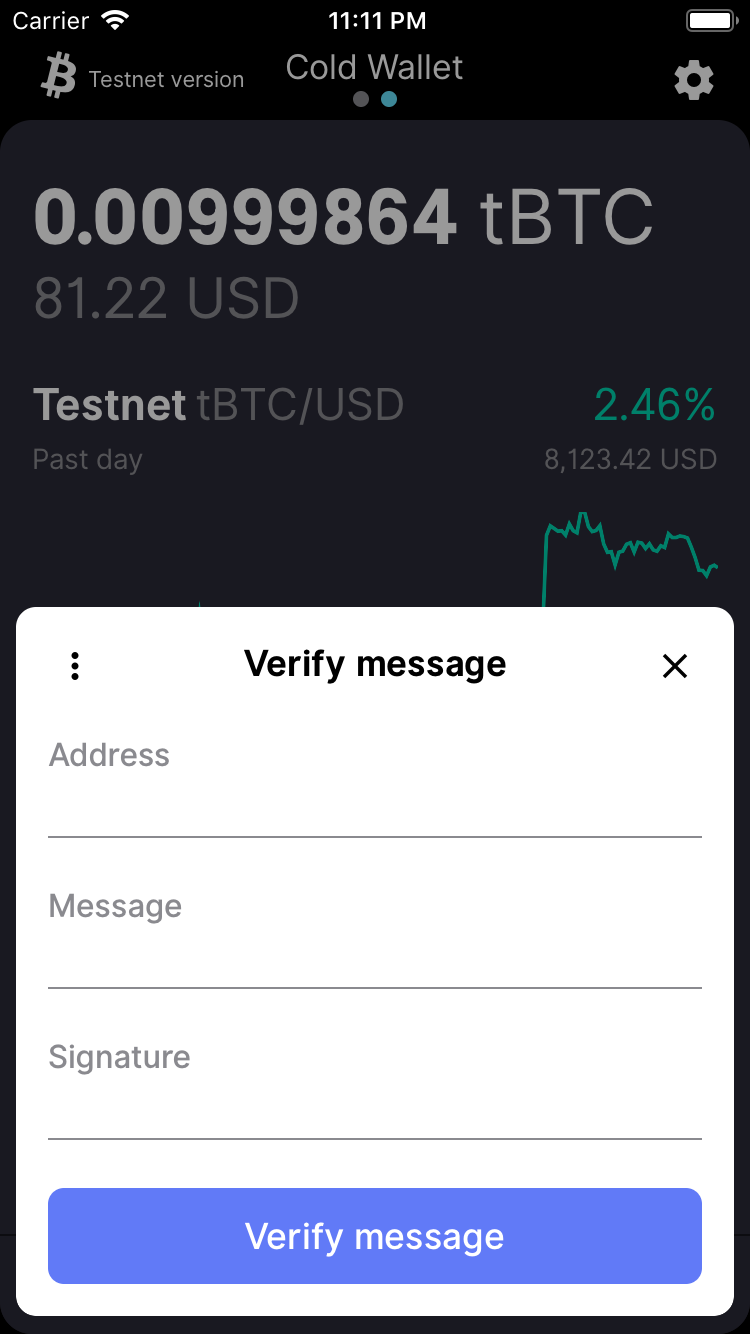 Carrier 11:11 PM
Testnet version Cold Wallet
0.00999864 tBTC
81.22 USD
Testnet tBTC/USD 2.46%
Past day 8,123.42 USD
Verify message
Address
Message
Signature
Verify message